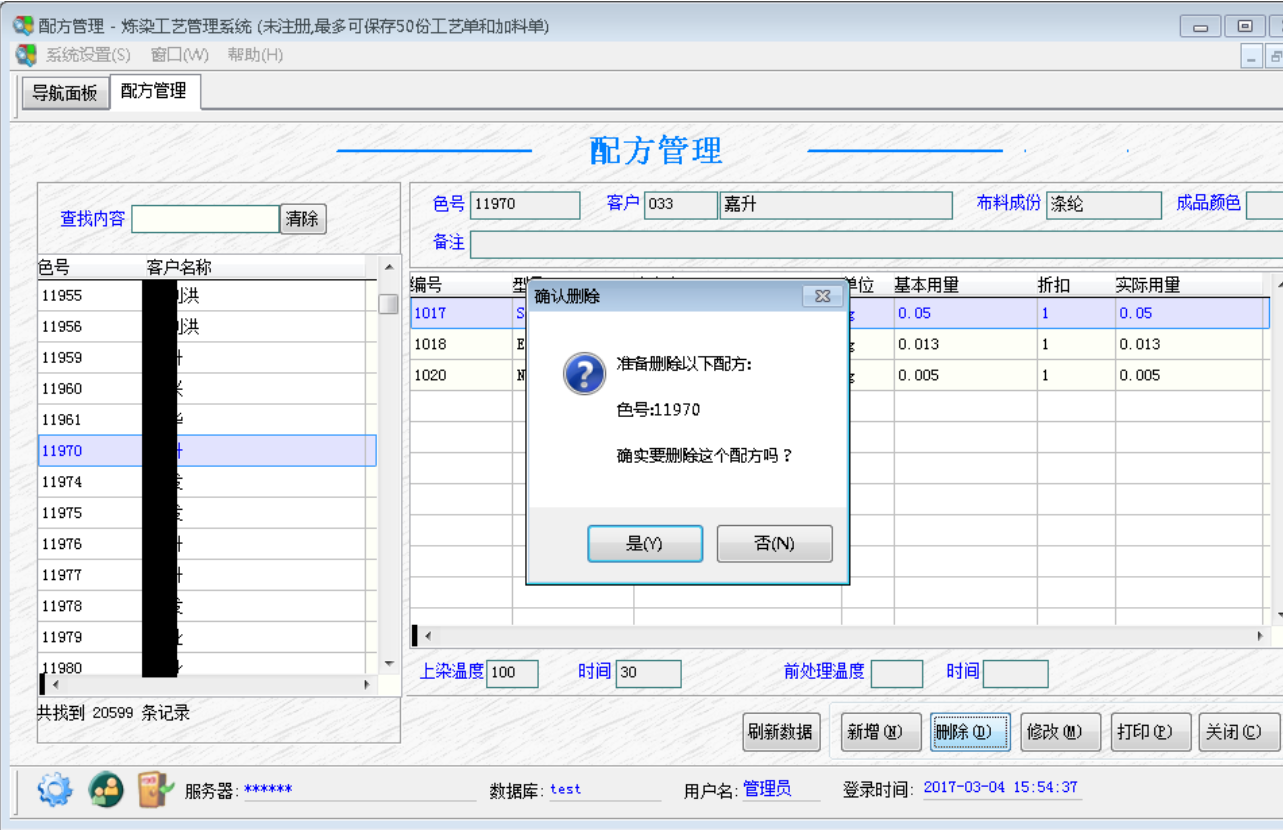 配方管理 - 炼染工艺管理系统 (未注册,最多可保存50份工艺单和加料单)
系统设置(S) 窗口(W) 帮助(H)
导航面板 配方管理
配方管理
查找内容 清除
色号 11970 客户 033 嘉升 布料成份 涤纶 成品颜色
备注
色号 客户名称
11955 洪
11956 洪
11959
11960
11961
11970
11974
11975
11976
11977
11978
11979
11980
共找到 20599 条记录
编号 单位 基本用量 折扣 实际用量
1017 S 0.05 1 0.05
1018 E 0.013 1 0.013
1020 N 0.005 1 0.005
确认删除
准备删除以下配方:
色号:11970
确实要删除这个配方吗？
是(Y) 否(N)
上染温度 100 时间 30 前处理温度 时间
刷新数据 新增(N) 删除(D) 修改(M) 打印(P) 关闭(C)
服务器: ****** 数据库: test 用户名: 管理员 登录时间: 2017-03-04 15:54:37